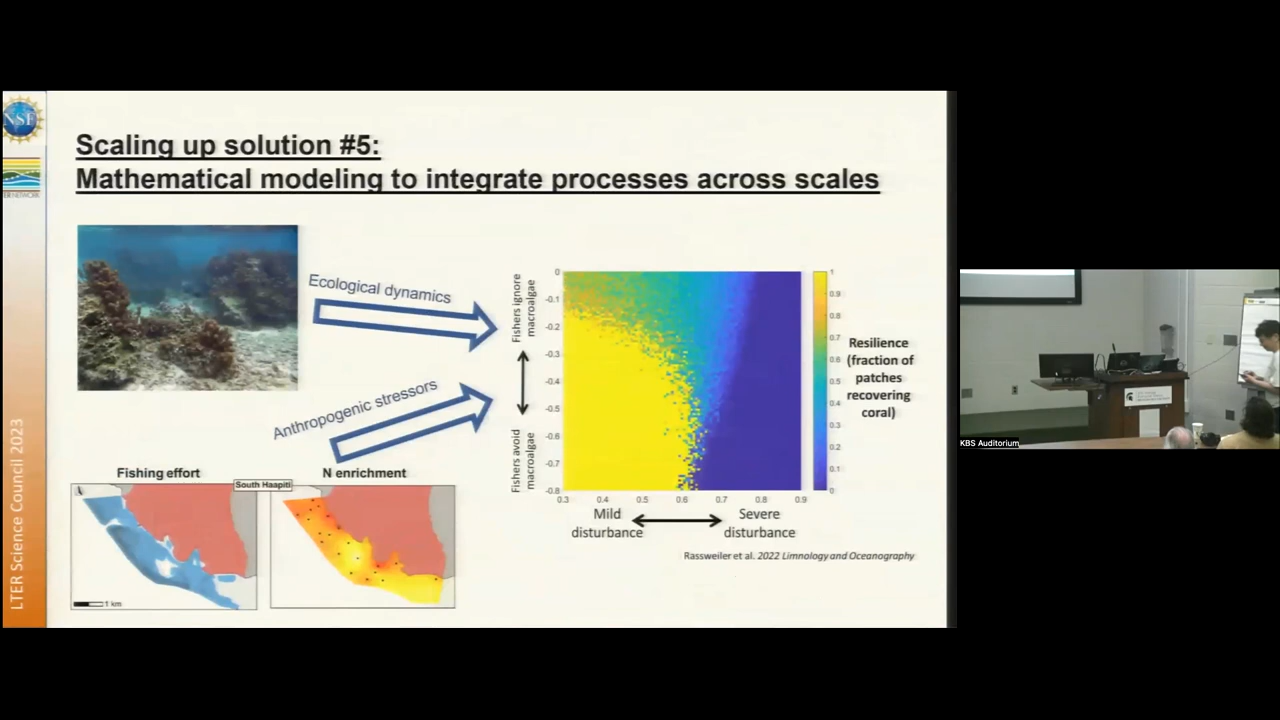 NSF
LTER Science Council 2023
Scaling up solution #5:
Mathematical modeling to integrate processes across scales
Ecological dynamics
Anthropogenic stressors
Fishing effort
N enrichment
South Haapiti
1 km
Fishers ignore
macroalgae
Fishers avoid
macroalgae
0
-0.1
-0.2
-0.3
-0.4
-0.5
-0.6
-0.7
-0.8
0.3
0.4
0.5
0.6
0.7
0.8
0.9
Mild
disturbance
Severe
disturbance
1
0.9
0.8
0.7
0.6
0.5
0.4
0.3
0.2
0.1
0
Resilience
(fraction of
patches
recovering
coral)
Rassweiler et al. 2022 Limnology and Oceanography
KBS Auditorium